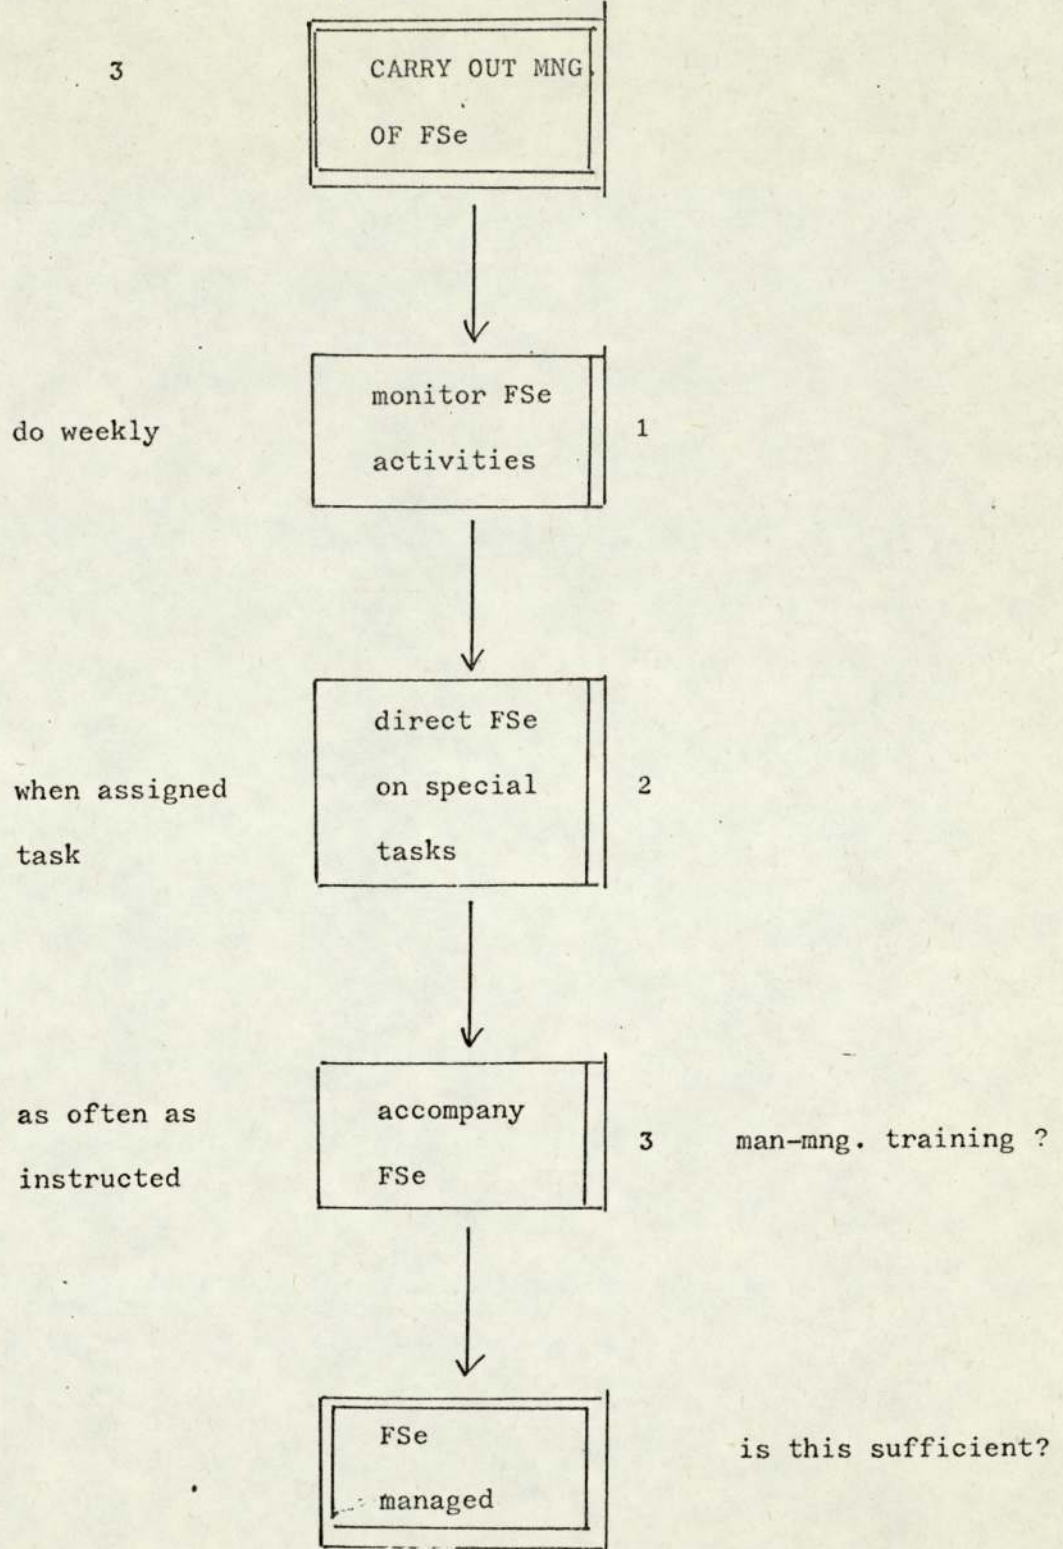 3
CARRY OUT MNG.
OF FSe
monitor FSe
do weekly
1
activities
direct FSe
when assigned
on special
2
task
tasks
as often as
accompany
3
man-mng. training ?
instructed
FSe
FSe
is this sufficient?
managed